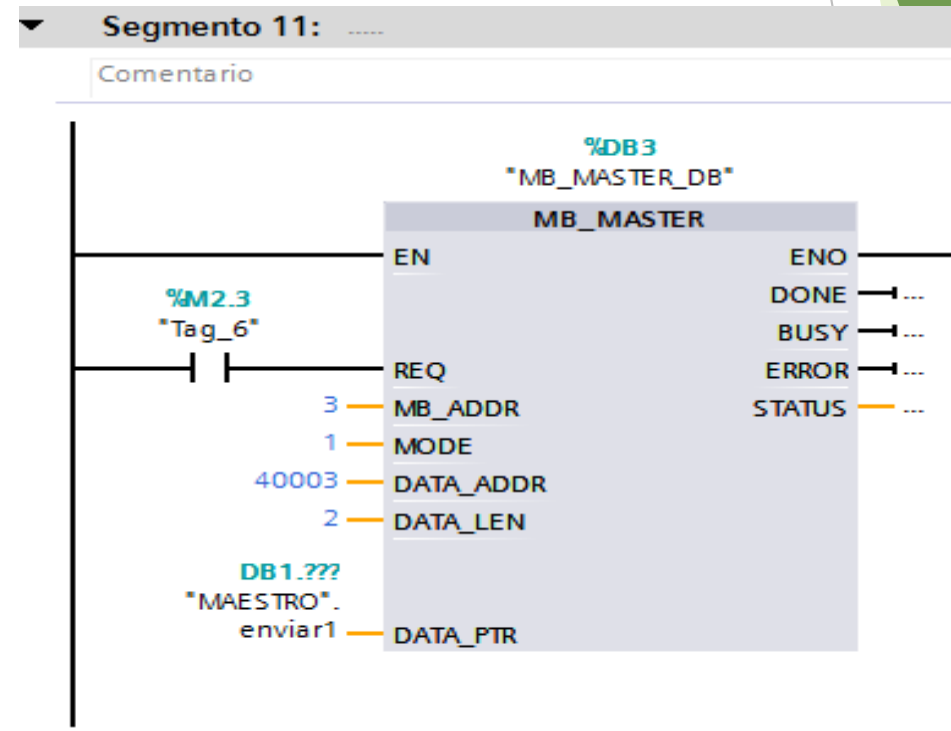 Segmento 11: .....
Comentario
%DB3
"MB_MASTER_DB"
MB_MASTER
EN
ENO
%M2.3
"Tag_6"
DONE ...
BUSY ...
REQ
ERROR ...
3 MB_ADDR
STATUS ...
1 MODE
40003 DATA_ADDR
2 DATA_LEN
DB1.???
"MAESTRO".
enviar1 DATA_PTR